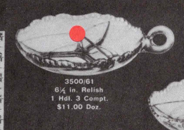 3500/61
6½ In. Relish
1 Hdl. 3 Compt.
$11.00 Doz.